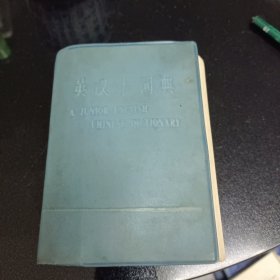 英汉小词典
A JUNIOR ENGLISH
CHINESE DICTIONARY